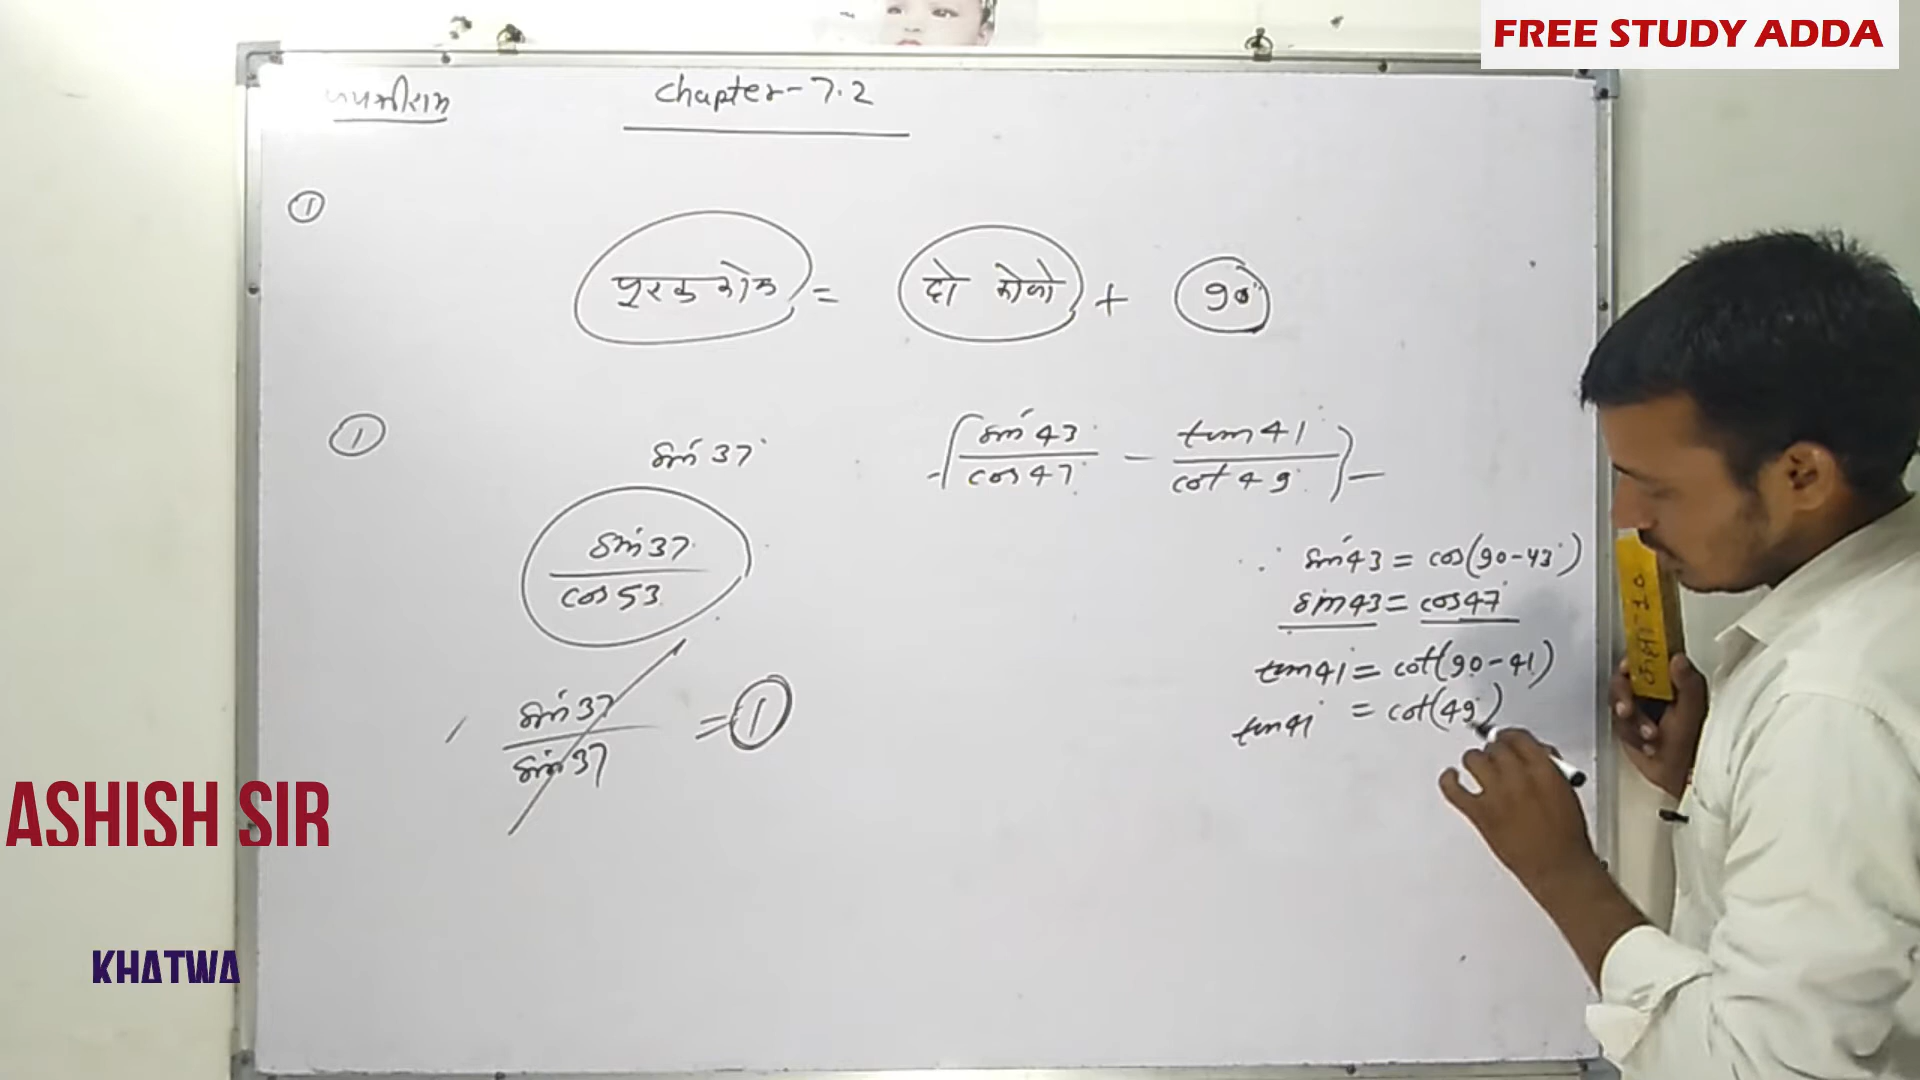 FREE STUDY ADDA
chapter-7.2
①
पूरक कोण = दो कोणो + 90°
①
sin 37°
sin 37°
cos 53
sin 37
sin 37
= ①
sin 43°
cos 47°
-
tan 41°
cot 49°
∴ sin 43 = cos(90-43°)
sin 43 = cos 47°
tan 41 = cot(90-41)
tan 41° = cot(49°)
कक्षा-10
ASHISH SIR
KHATWA